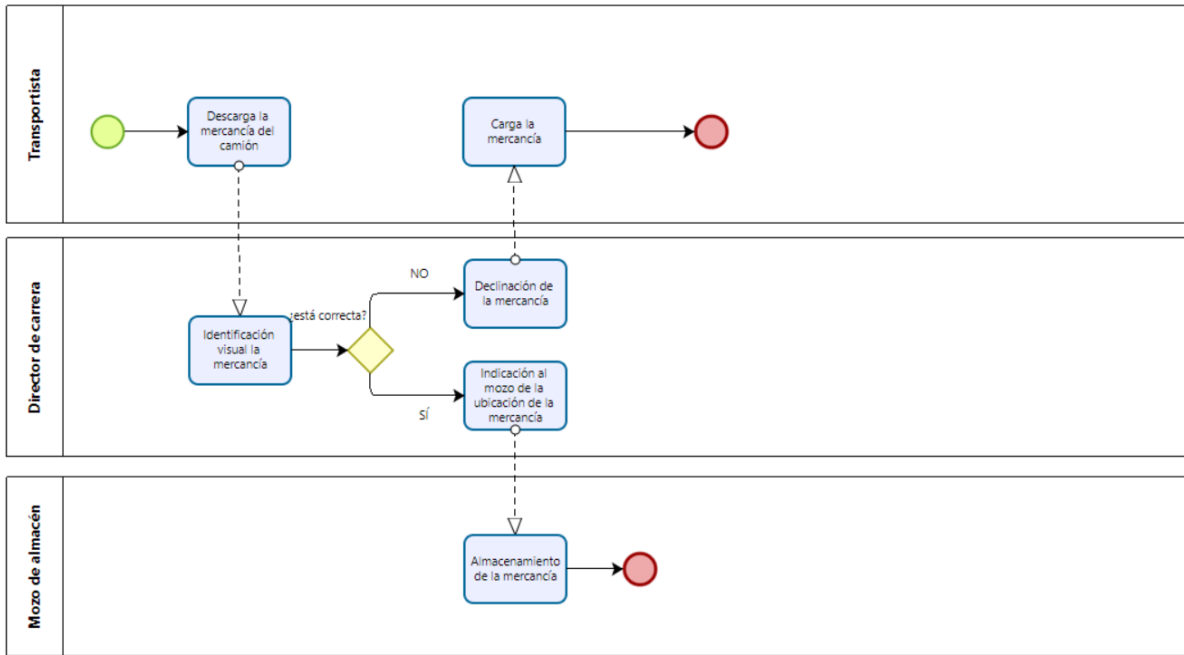 Transportista
Descarga la
mercancía del
camión
Carga la
mercancía
Director de carrera
Identificación
visual la
mercancía
¿está correcta?
NO
Declinación de
la mercancía
SÍ
Indicación al
mozo de la
ubicación de la
mercancía
Mozo de almacén
Almacenamiento
de la mercancía